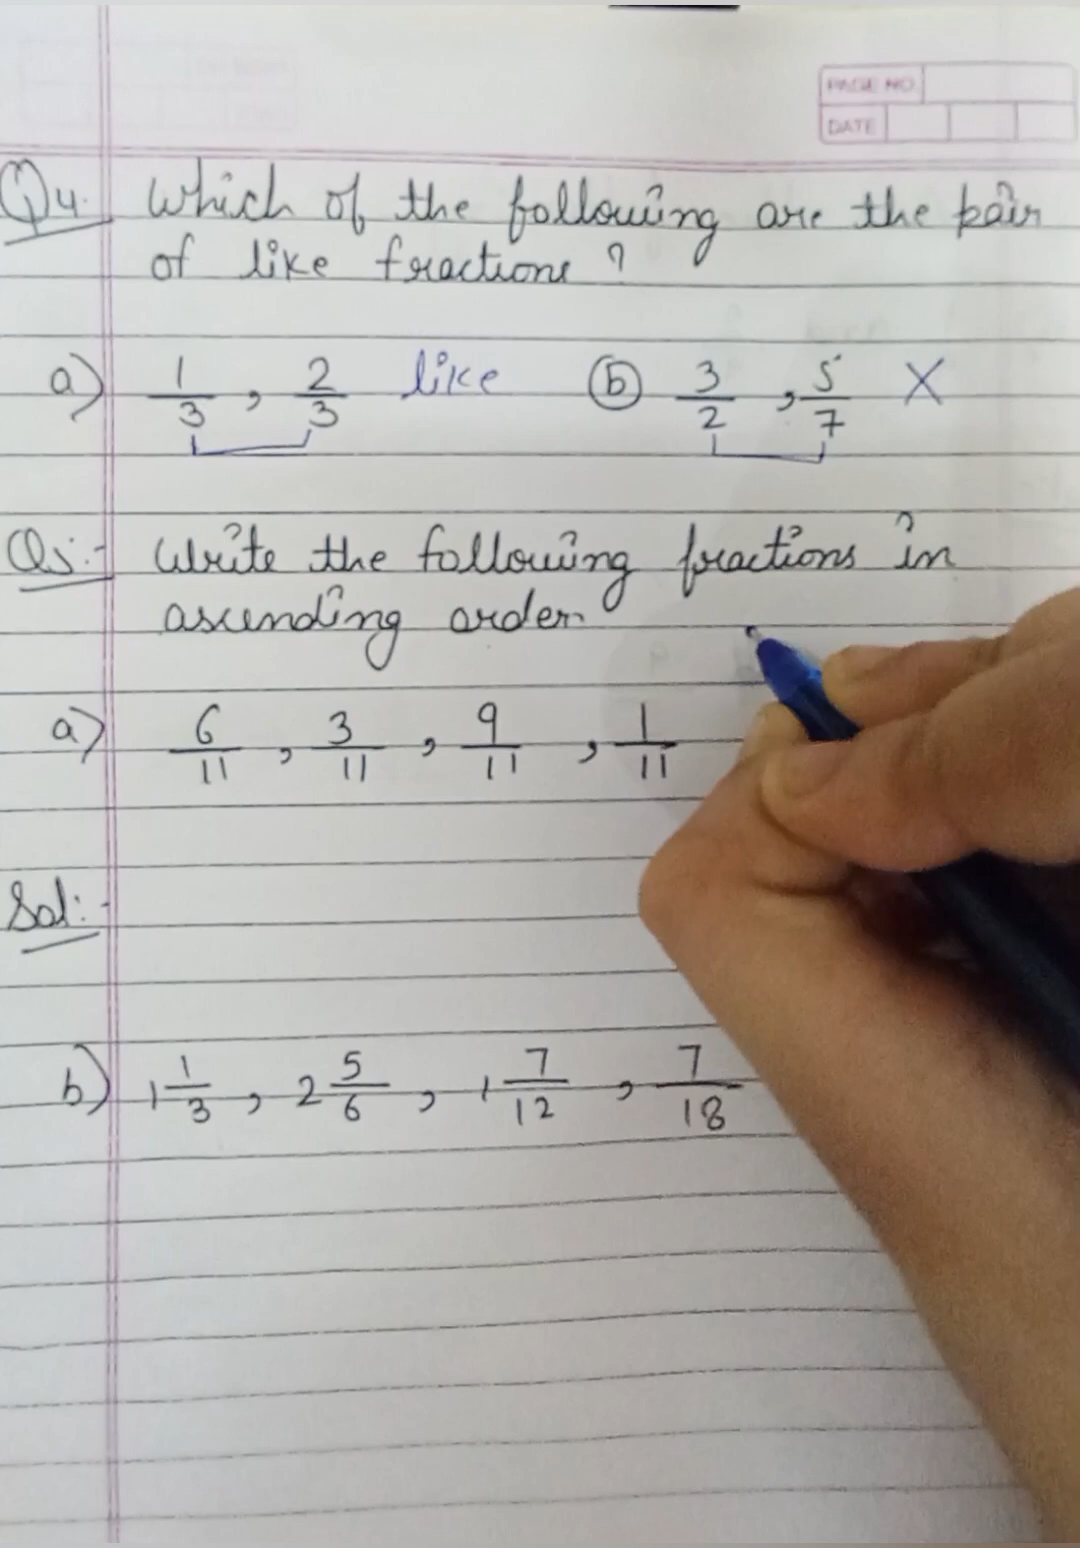 PAGE NO.
DATE
Q4. Which of the following are the pair
of like fractions ?
a) 1/3 , 2/3 like (b) 3/2 , 5/7 X
Q5:- Write the following fractions in
ascending order.
a) 6/11 , 3/11 , 9/11 , 1/11
Sol:-
b) 1 1/3 , 2 5/6 , 1 7/12 , 7/18